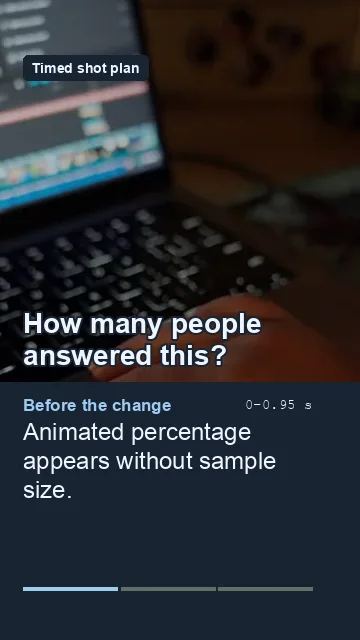 Timed shot plan
How many people
answered this?
Before the change
0–0.95 s
Animated percentage
appears without sample
size.